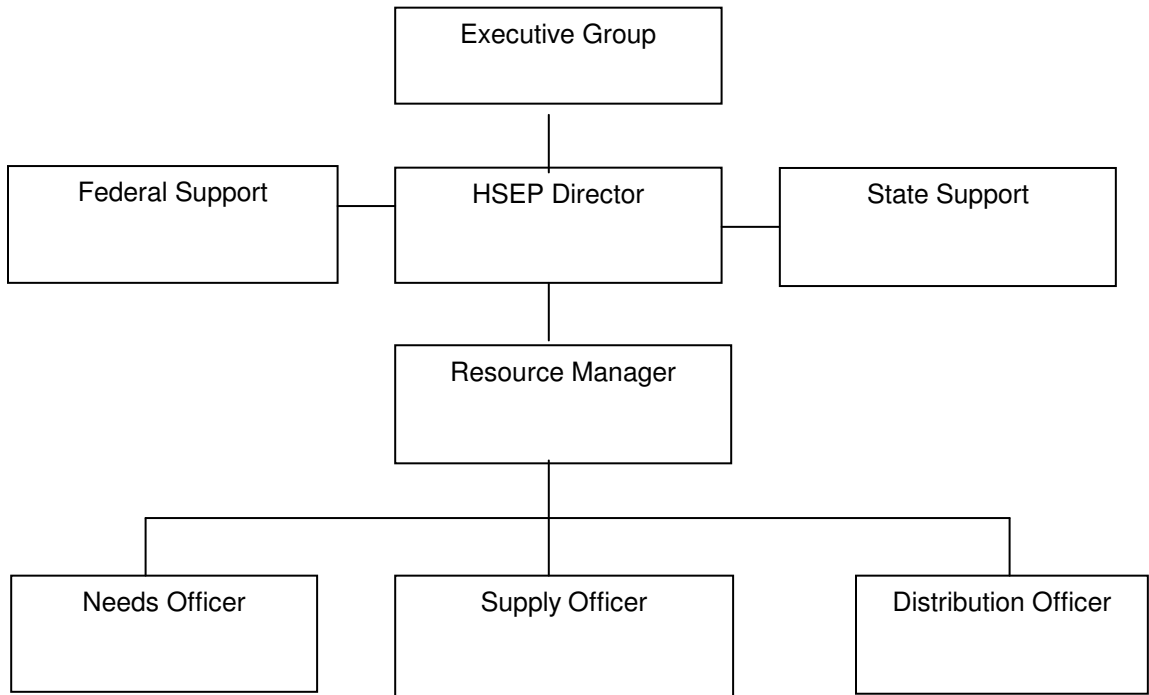 Executive Group
Federal Support
HSEP Director
State Support
Resource Manager
Needs Officer
Supply Officer
Distribution Officer